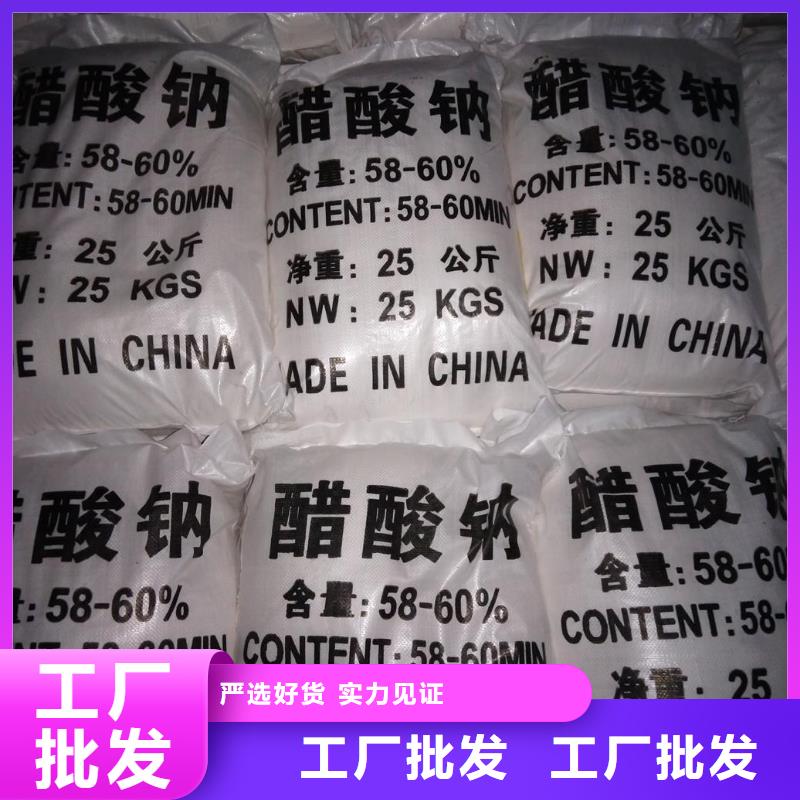 醋酸钠
含量:58-60%
TENT:58-60MIN
重:25 公斤
W:25 KGS
DE IN CHINA
醋酸钠
含量:58-60%
CONTENT:58-60MIN
净重:25 公斤
NW:25 KGS
ADE IN CHINA
醋酸钠
含量:58-60%
CONTENT:58-60MIN
净重:25 公斤
NW:25 KGS
ADE IN CHINA
醋酸钠
量:58-60%
CONTENT:58-60MIN
醋酸钠
含量:58-60%
CONTENT:58-60MIN
醋酸钠
含量:58-60
CONTENT:58-
净重:25
工厂
批发
严选好货 实力见证
工厂批发 工厂批发